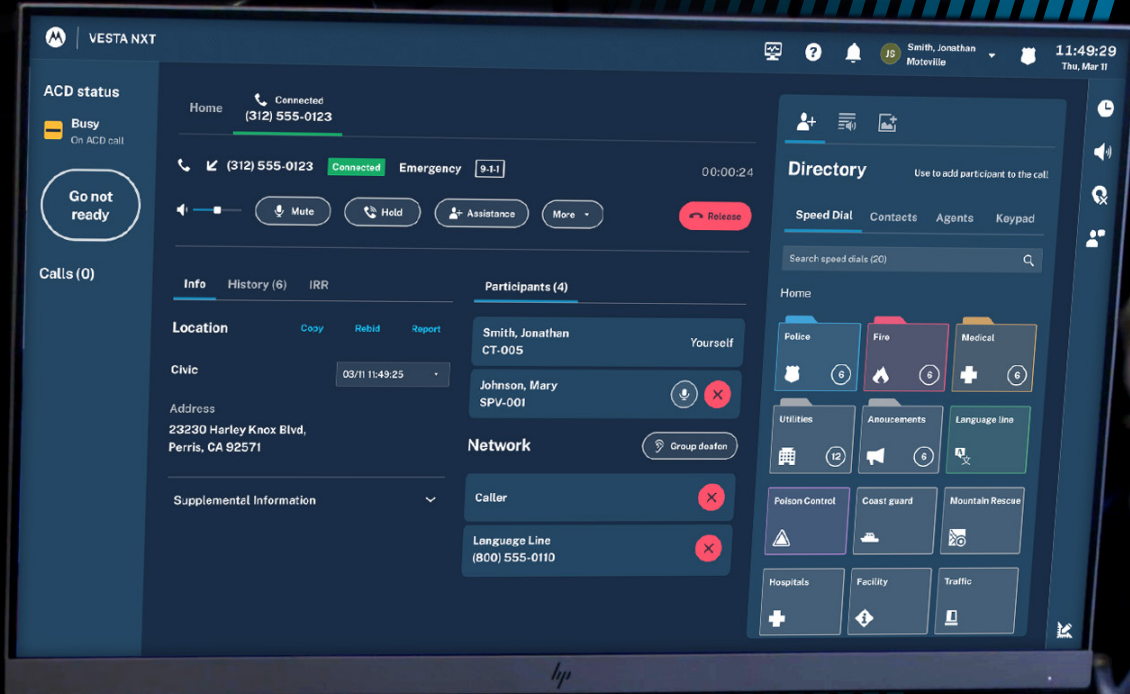 VESTA NXT
JS
Smith, Jonathan
Motoville
11:49:29
Thu, Mar 11
ACD status
Busy
On ACD call
Go not
ready
Calls (0)
Home
Connected
(312) 555-0123
(312) 555-0123
Connected
Emergency
9-1-1
00:00:24
Mute
Hold
Assistance
More
Release
Info
History (6)
IRR
Location
Copy
Rebid
Report
Civic
03/11 11:49:25
Address
23230 Harley Knox Blvd,
Perris, CA 92571
Supplemental Information
Participants (4)
Smith, Jonathan
CT-005
Yourself
Johnson, Mary
SPV-001
Network
Group deafen
Caller
Language Line
(800) 555-0110
Directory
Use to add participant to the call
Speed Dial
Contacts
Agents
Keypad
Search speed dials (20)
Home
Police
6
Fire
6
Medical
6
Utilities
12
Anoucements
6
Language line
Poison Control
Coast guard
Mountain Rescue
Hospitals
Facility
Traffic
hp